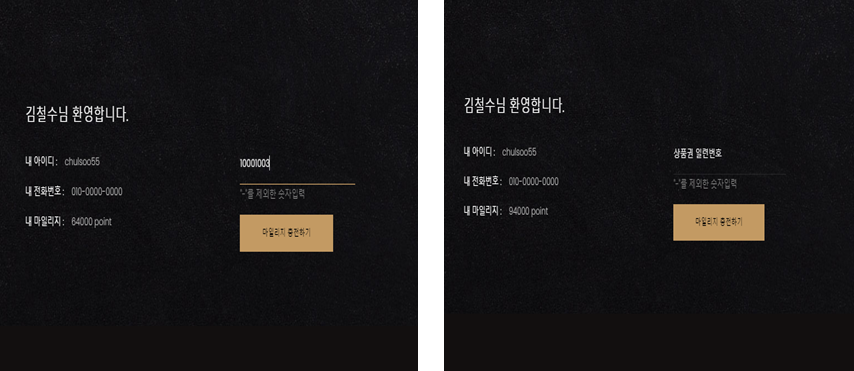 김철수님 환영합니다.
내 아이디 : chulsoo55
내 전화번호 : 010-0000-0000
내 마일리지 : 64000 point
10001003
"-"를 제외한 숫자입력
마일리지 충전하기
김철수님 환영합니다.
내 아이디 : chulsoo55
내 전화번호 : 010-0000-0000
내 마일리지 : 94000 point
상품권 일련번호
"-"를 제외한 숫자입력
마일리지 충전하기